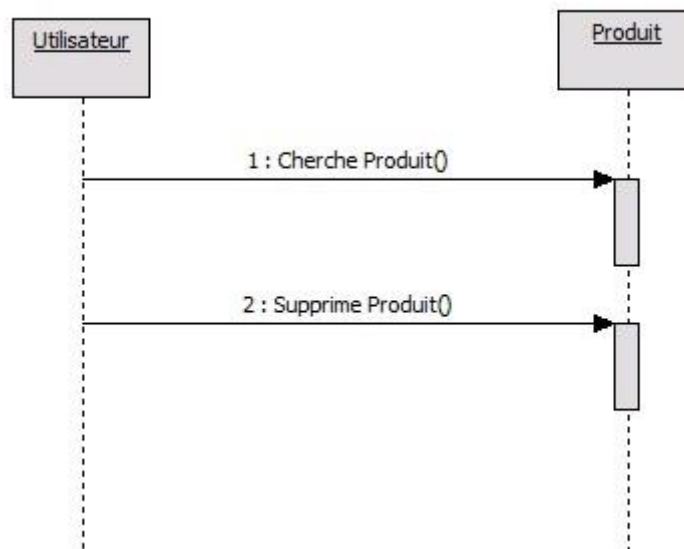 Utilisateur
Produit
1 : Cherche Produit()
2 : Supprime Produit()